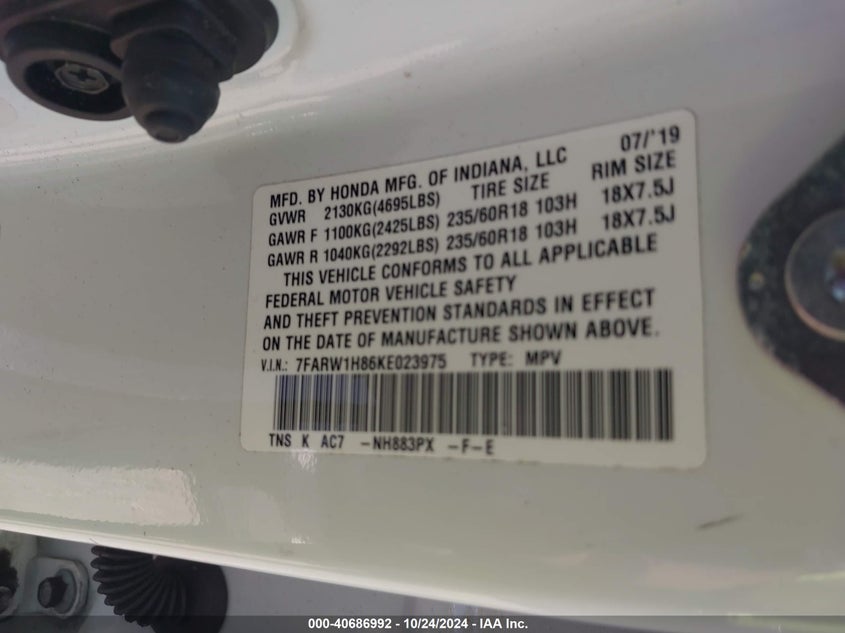 07/'19
MFD. BY HONDA MFG. OF INDIANA, LLC
GVWR 2130KG(4695LBS) TIRE SIZE RIM SIZE
GAWR F 1100KG(2425LBS) 235/60R18 103H 18X7.5J
GAWR R 1040KG(2292LBS) 235/60R18 103H 18X7.5J
THIS VEHICLE CONFORMS TO ALL APPLICABLE
FEDERAL MOTOR VEHICLE SAFETY
AND THEFT PREVENTION STANDARDS IN EFFECT
ON THE DATE OF MANUFACTURE SHOWN ABOVE.
V.I.N.: 7FARW1H86KE023975 TYPE: MPV
TNS K AC7 -NH883PX -F-E
000-40686992 - 10/24/2024 - IAA Inc.